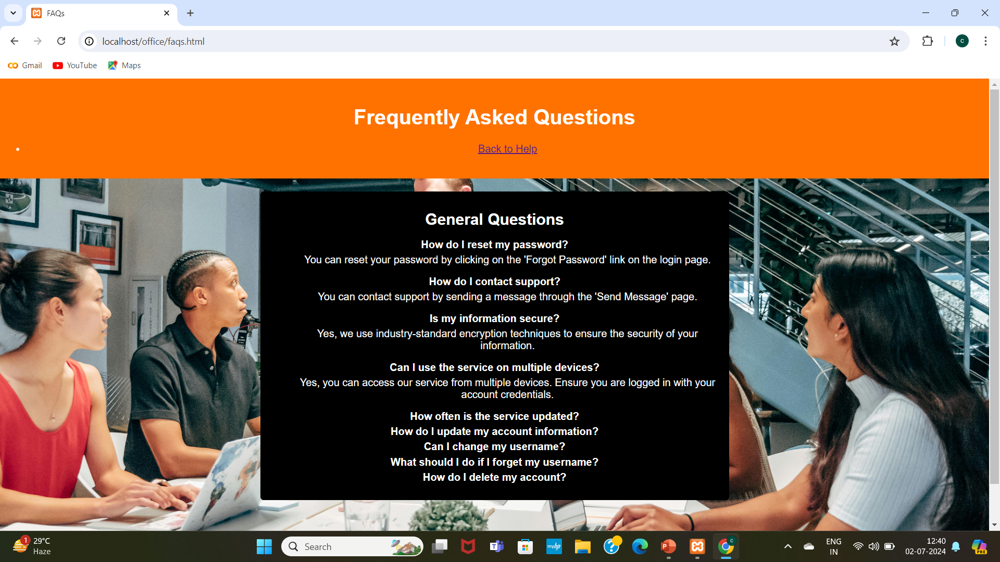 FAQs
localhost/office/faqs.html
Gmail YouTube Maps
Frequently Asked Questions
Back to Help
General Questions
How do I reset my password?
You can reset your password by clicking on the 'Forgot Password' link on the login page.
How do I contact support?
You can contact support by sending a message through the 'Send Message' page.
Is my information secure?
Yes, we use industry-standard encryption techniques to ensure the security of your
information.
Can I use the service on multiple devices?
Yes, you can access our service from multiple devices. Ensure you are logged in with your
account credentials.
How often is the service updated?
How do I update my account information?
Can I change my username?
What should I do if I forget my username?
How do I delete my account?
1
29°C
Haze
Search
myhp
C
ENG
IN
12:40
02-07-2024
PRE